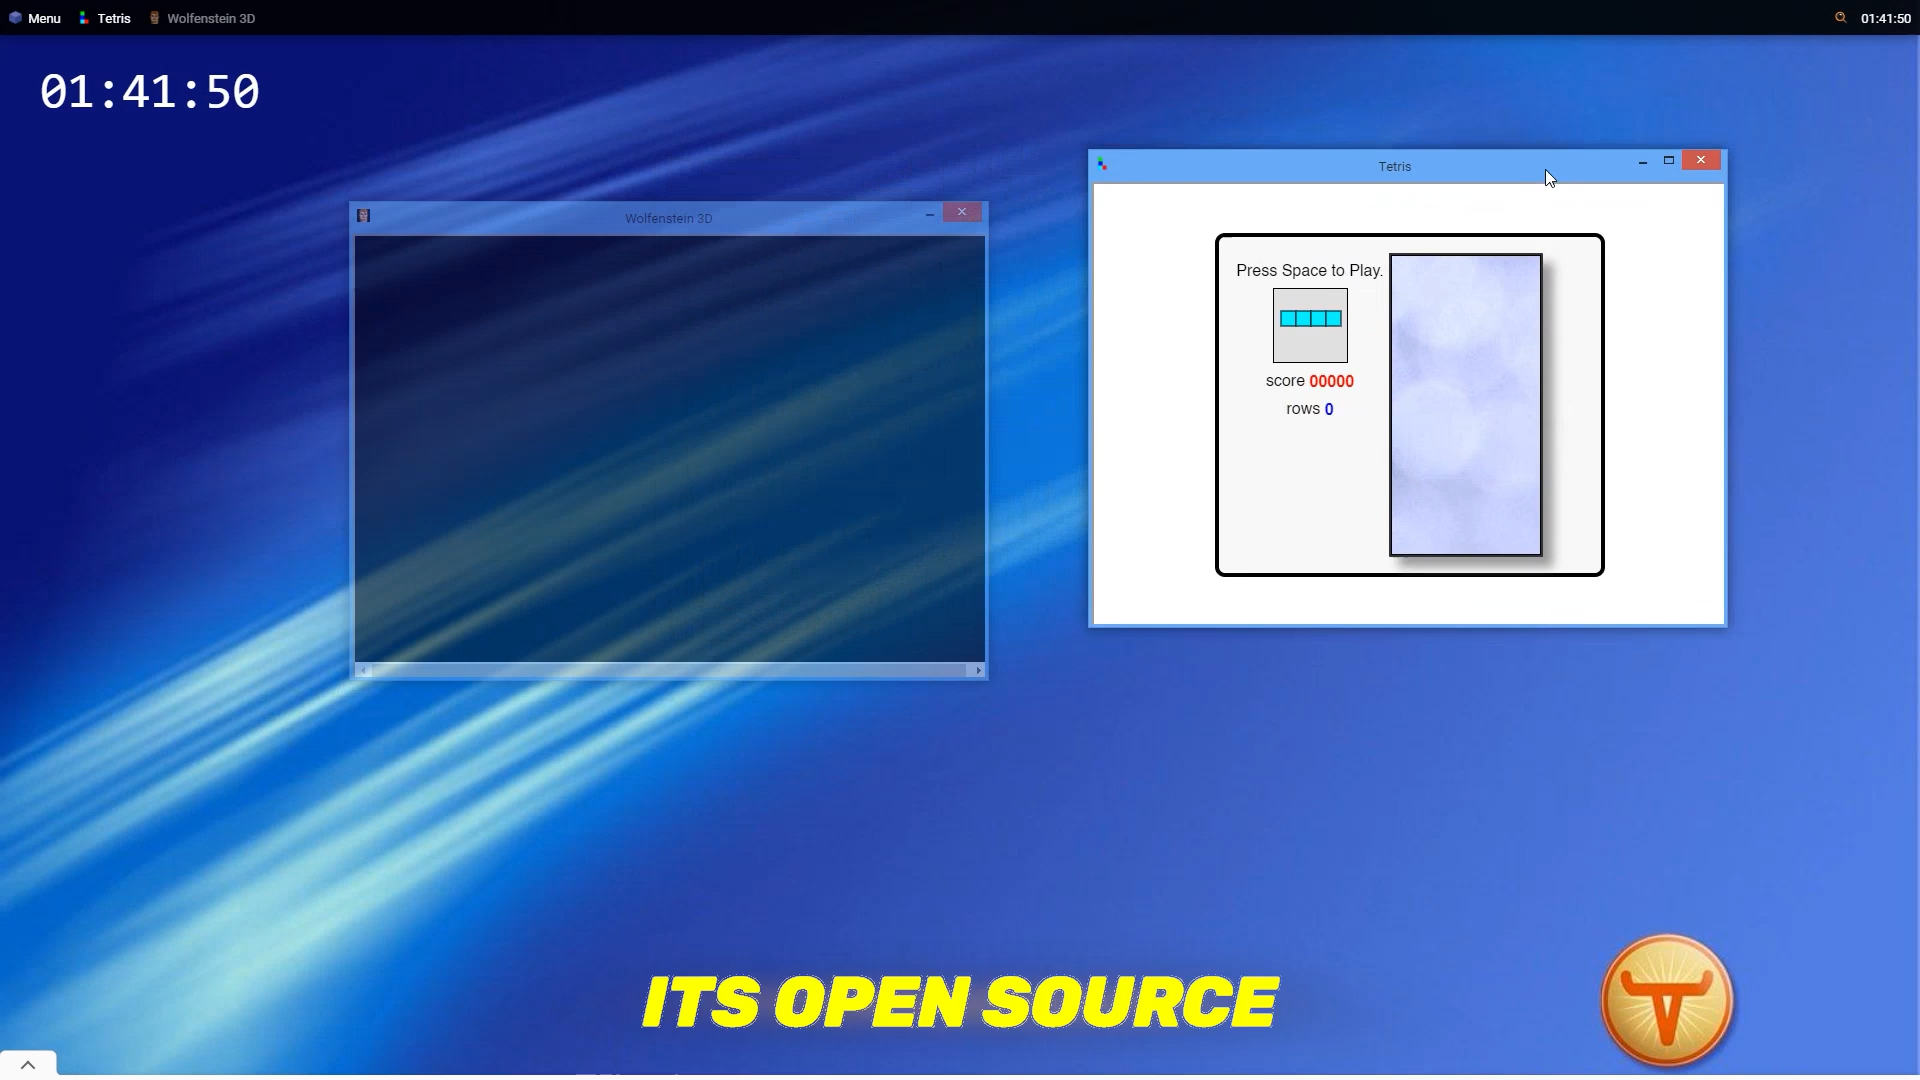 Menu Tetris Wolfenstein 3D 01:41:50
01:41:50
Tetris
Wolfenstein 3D
Press Space to Play.
score 00000
rows 0
ITS OPEN SOURCE